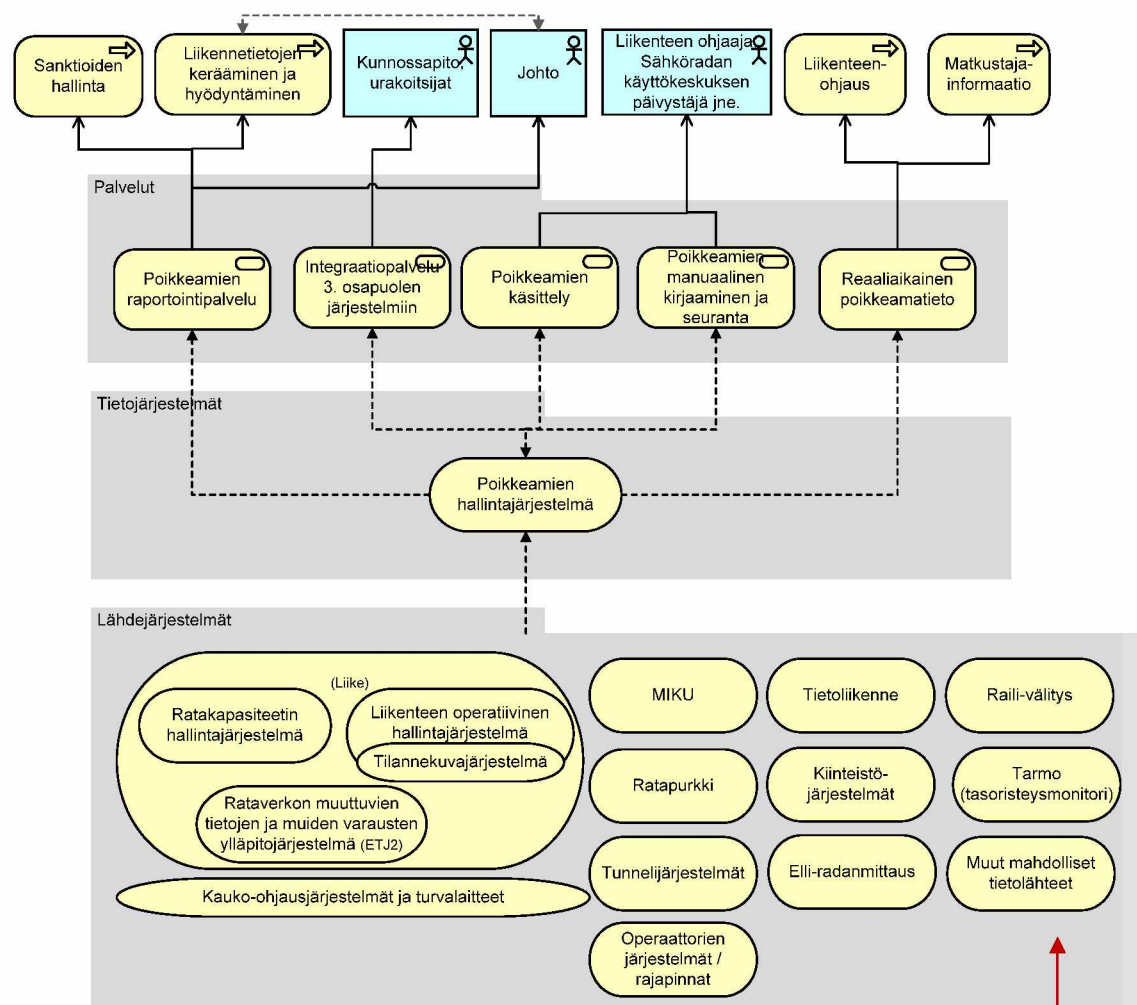 Sanktioiden
hallinta
Liikennetietojen
kerääminen ja
hyödyntäminen
Kunnossapito,
urakoitsijat
Johto
Liikenteen ohjaaja,
Sähköradan
käyttökeskuksen
päivystäjä jne.
Liikenteen-
ohjaus
Matkustaja-
informaatio
Palvelut
Poikkeamien
raportointipalvelu
Integraatiopalvelu
3. osapuolen
järjestelmiin
Poikkeamien
käsittely
Poikkeamien
manuaalinen
kirjaaminen ja
seuranta
Reaaliaikainen
poikkeamatieto
Tietojärjestelmät
Poikkeamien
hallintajärjestelmä
Lähdejärjestelmät
(Liike)
Ratakapasiteetin
hallintajärjestelmä
Liikenteen operatiivinen
hallintajärjestelmä
Tilannekuvajärjestelmä
Rataverkon muuttuvien
tietojen ja muiden varausten
ylläpitojärjestelmä (ETJ2)
Kauko-ohjausjärjestelmät ja turvalaitteet
MIKU
Tietoliikenne
Raili-välitys
Ratapurkki
Kiinteistö-
järjestelmät
Tarmo
(tasoristeysmonitori)
Tunnelijärjestelmät
Elli-radanmittaus
Muut mahdolliset
tietolähteet
Operaattorien
järjestelmät /
rajapinnat